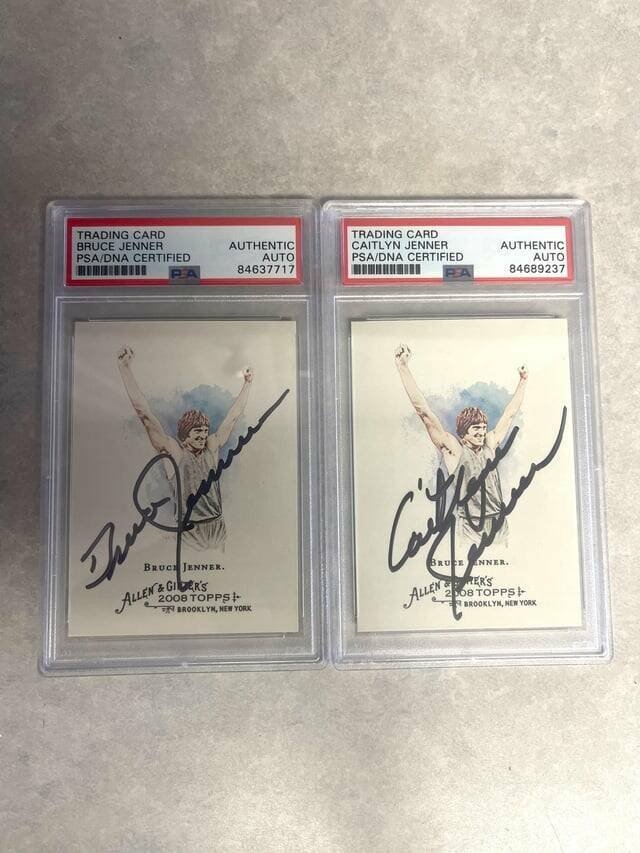 TRADING CARD
BRUCE JENNER AUTHENTIC
PSA/DNA CERTIFIED AUTO
PSA 84637717
Bruce Jenner
BRUCE JENNER.
ALLEN & GINTER'S
2008 TOPPS
BROOKLYN, NEW YORK
TRADING CARD
CAITLYN JENNER AUTHENTIC
PSA/DNA CERTIFIED AUTO
PSA 84689237
Caitlyn Jenner
BRUCE JENNER.
ALLEN & GINTER'S
2008 TOPPS
BROOKLYN, NEW YORK